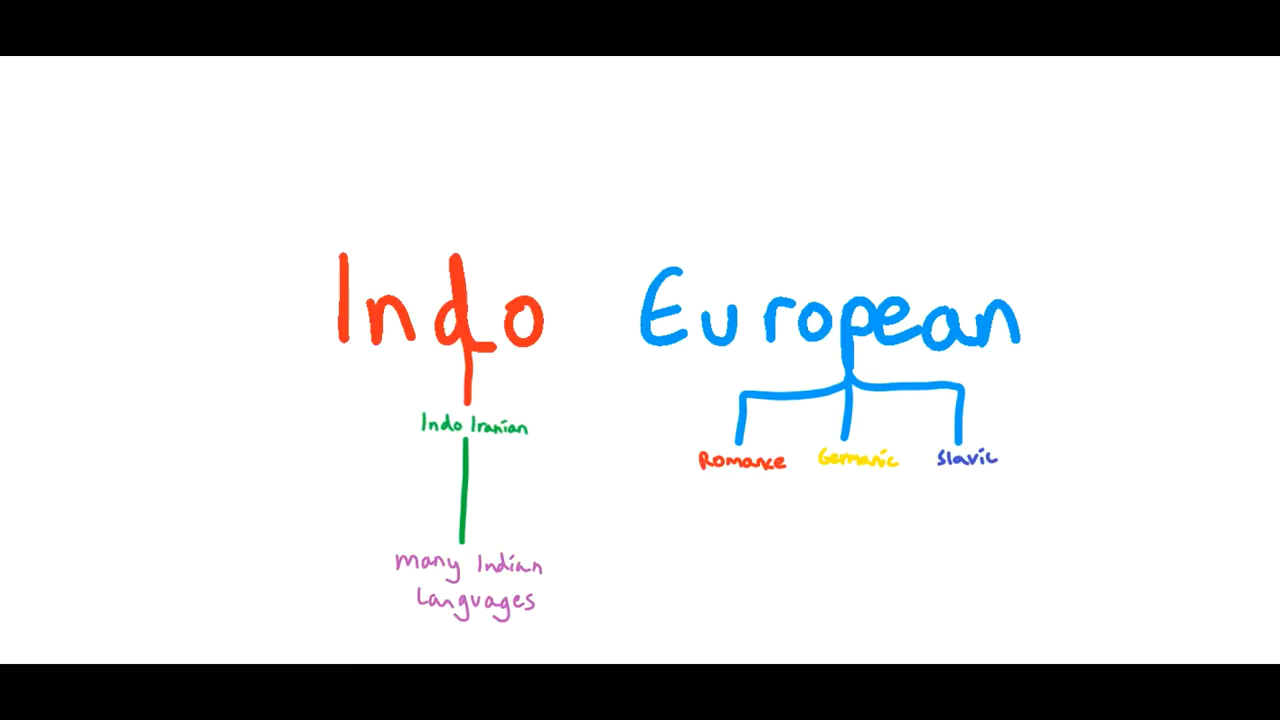 Indo European
Indo Iranian
Romance Germanic Slavic
Many Indian
Languages